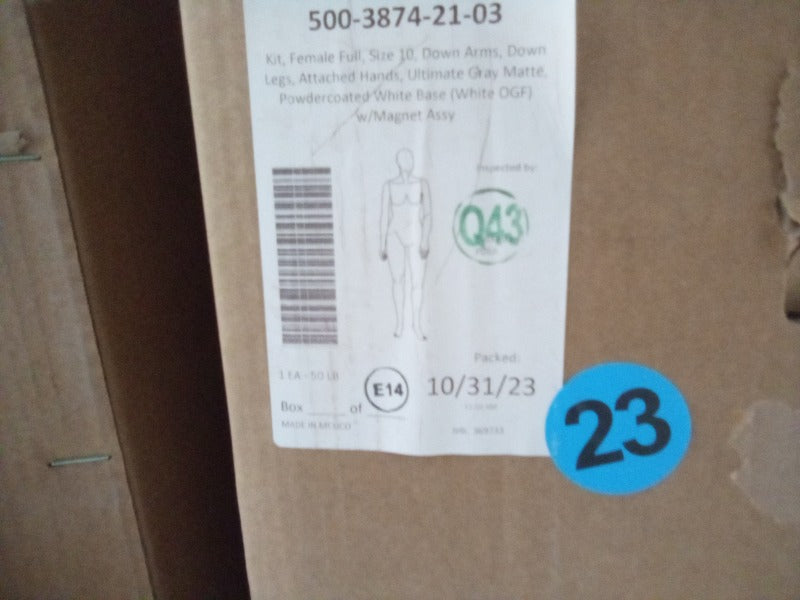 500-3874-21-03
Kit, Female Full, Size 10, Down Arms, Down
Legs, Attached Hands, Ultimate Gray Matte,
Powdercoated White Base (White OGF)
w/Magnet Assy
Inspected by:
Q43
Packed:
1 EA - 50 LB
E14
10/31/23
Box ____ of ____
MADE IN MEXICO
23